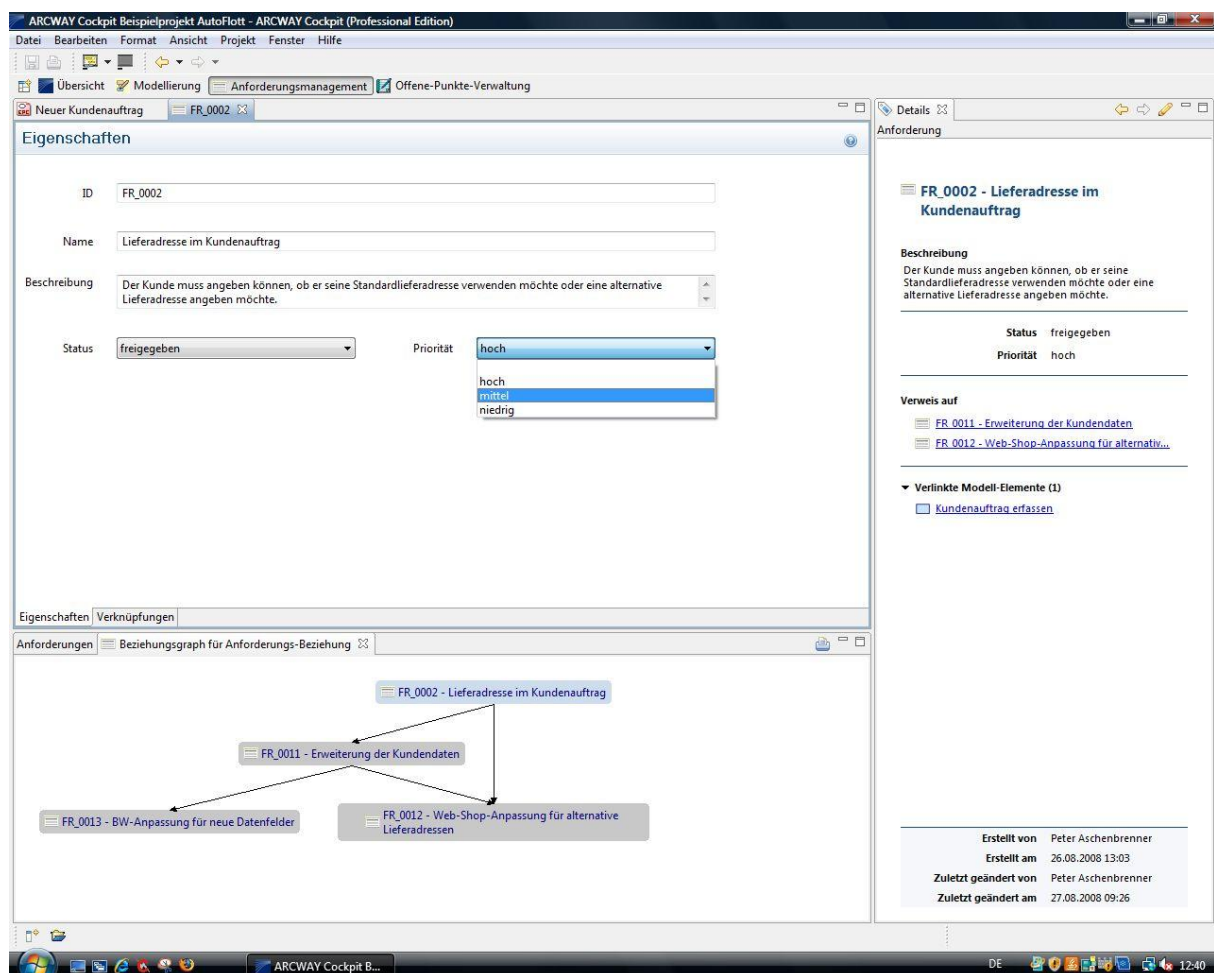 ARCWAY Cockpit Beispielprojekt AutoFlott - ARCWAY Cockpit (Professional Edition)
Datei Bearbeiten Format Ansicht Projekt Fenster Hilfe
Übersicht Modellierung Anforderungsmanagement Offene-Punkte-Verwaltung
Neuer Kundenauftrag FR_0002
Eigenschaften
ID FR_0002
Name Lieferadresse im Kundenauftrag
Beschreibung Der Kunde muss angeben können, ob er seine Standardlieferadresse verwenden möchte oder eine alternative
Lieferadresse angeben möchte.
Status freigegeben Priorität hoch
hoch
mittel
niedrig
Eigenschaften Verknüpfungen
Anforderungen Beziehungsgraph für Anforderungs-Beziehung
FR_0002 - Lieferadresse im Kundenauftrag
FR_0011 - Erweiterung der Kundendaten
FR_0013 - BW-Anpassung für neue Datenfelder
FR_0012 - Web-Shop-Anpassung für alternative
Lieferadressen
Details
Anforderung
FR_0002 - Lieferadresse im
Kundenauftrag
Beschreibung
Der Kunde muss angeben können, ob er seine
Standardlieferadresse verwenden möchte oder eine
alternative Lieferadresse angeben möchte.
Status freigegeben
Priorität hoch
Verweis auf
FR_0011 - Erweiterung der Kundendaten
FR_0012 - Web-Shop-Anpassung für alternativ...
Verlinkte Modell-Elemente (1)
Kundenauftrag erfassen
Erstellt von Peter Aschenbrenner
Erstellt am 26.08.2008 13:03
Zuletzt geändert von Peter Aschenbrenner
Zuletzt geändert am 27.08.2008 09:26
ARCWAY Cockpit B... DE 12:40